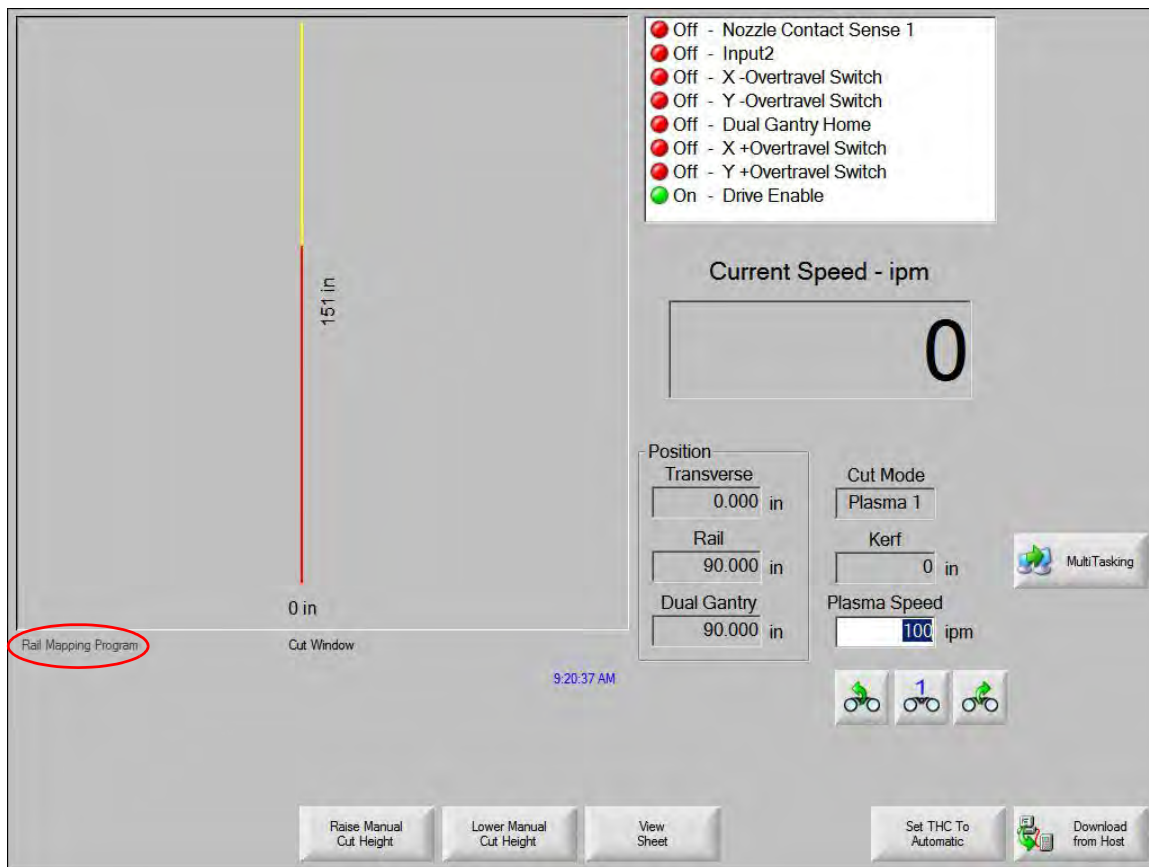 Off - Nozzle Contact Sense 1
Off - Input2
Off - X -Overtravel Switch
Off - Y -Overtravel Switch
Off - Dual Gantry Home
Off - X +Overtravel Switch
Off - Y +Overtravel Switch
On - Drive Enable
151 in
0 in
Rail Mapping Program
Cut Window
9:20:37 AM
Current Speed - ipm
0
Position
Transverse
0.000 in
Rail
90.000 in
Dual Gantry
90.000 in
Cut Mode
Plasma 1
Kerf
0 in
Plasma Speed
100 ipm
MultiTasking
1
Raise Manual
Cut Height
Lower Manual
Cut Height
View
Sheet
Set THC To
Automatic
Download
from Host